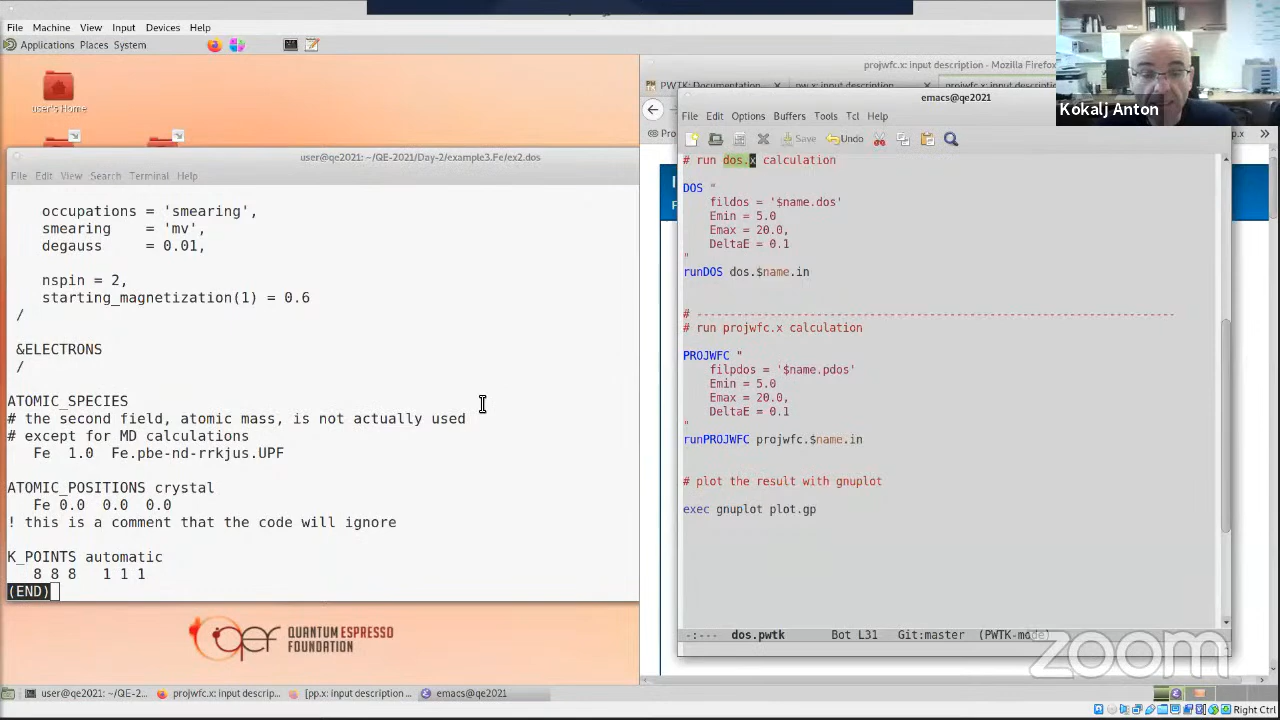 File Machine View Input Devices Help
Applications Places System
user's Home
user@qe2021: ~/QE-2021/Day-2/example3.Fe/ex2.dos
File Edit View Search Terminal Help
occupations = 'smearing',
smearing = 'mv',
degauss = 0.01,
nspin = 2,
starting_magnetization(1) = 0.6
/
&ELECTRONS
/
ATOMIC_SPECIES
# the second field, atomic mass, is not actually used
# except for MD calculations
Fe 1.0 Fe.pbe-nd-rrkjus.UPF
ATOMIC_POSITIONS crystal
Fe 0.0 0.0 0.0
! this is a comment that the code will ignore
K_POINTS automatic
8 8 8 1 1 1
(END)
QUANTUM ESPRESSO
FOUNDATION
projwfc.x: input description - Mozilla Firefox
PWTK: Documentation
pw.x: input description
projwfc.x: input description
Kokalj Anton
emacs@qe2021
File Edit Options Buffers Tools Tcl Help
Save Undo
# run dos.x calculation
DOS "
fildos = '$name.dos'
Emin = 5.0
Emax = 20.0,
DeltaE = 0.1
"
runDOS dos.$name.in
# ------------------------------------------------------------------------
# run projwfc.x calculation
PROJWFC "
filpdos = '$name.pdos'
Emin = 5.0
Emax = 20.0,
DeltaE = 0.1
"
runPROJWFC projwfc.$name.in
# plot the result with gnuplot
exec gnuplot plot.gp
-:--- dos.pwtk Bot L31 Git:master (PWTK-mode)
zoom
user@qe2021: ~/QE-2... projwfc.x: input descrip... [pp.x: input description ... emacs@qe2021
Right Ctrl